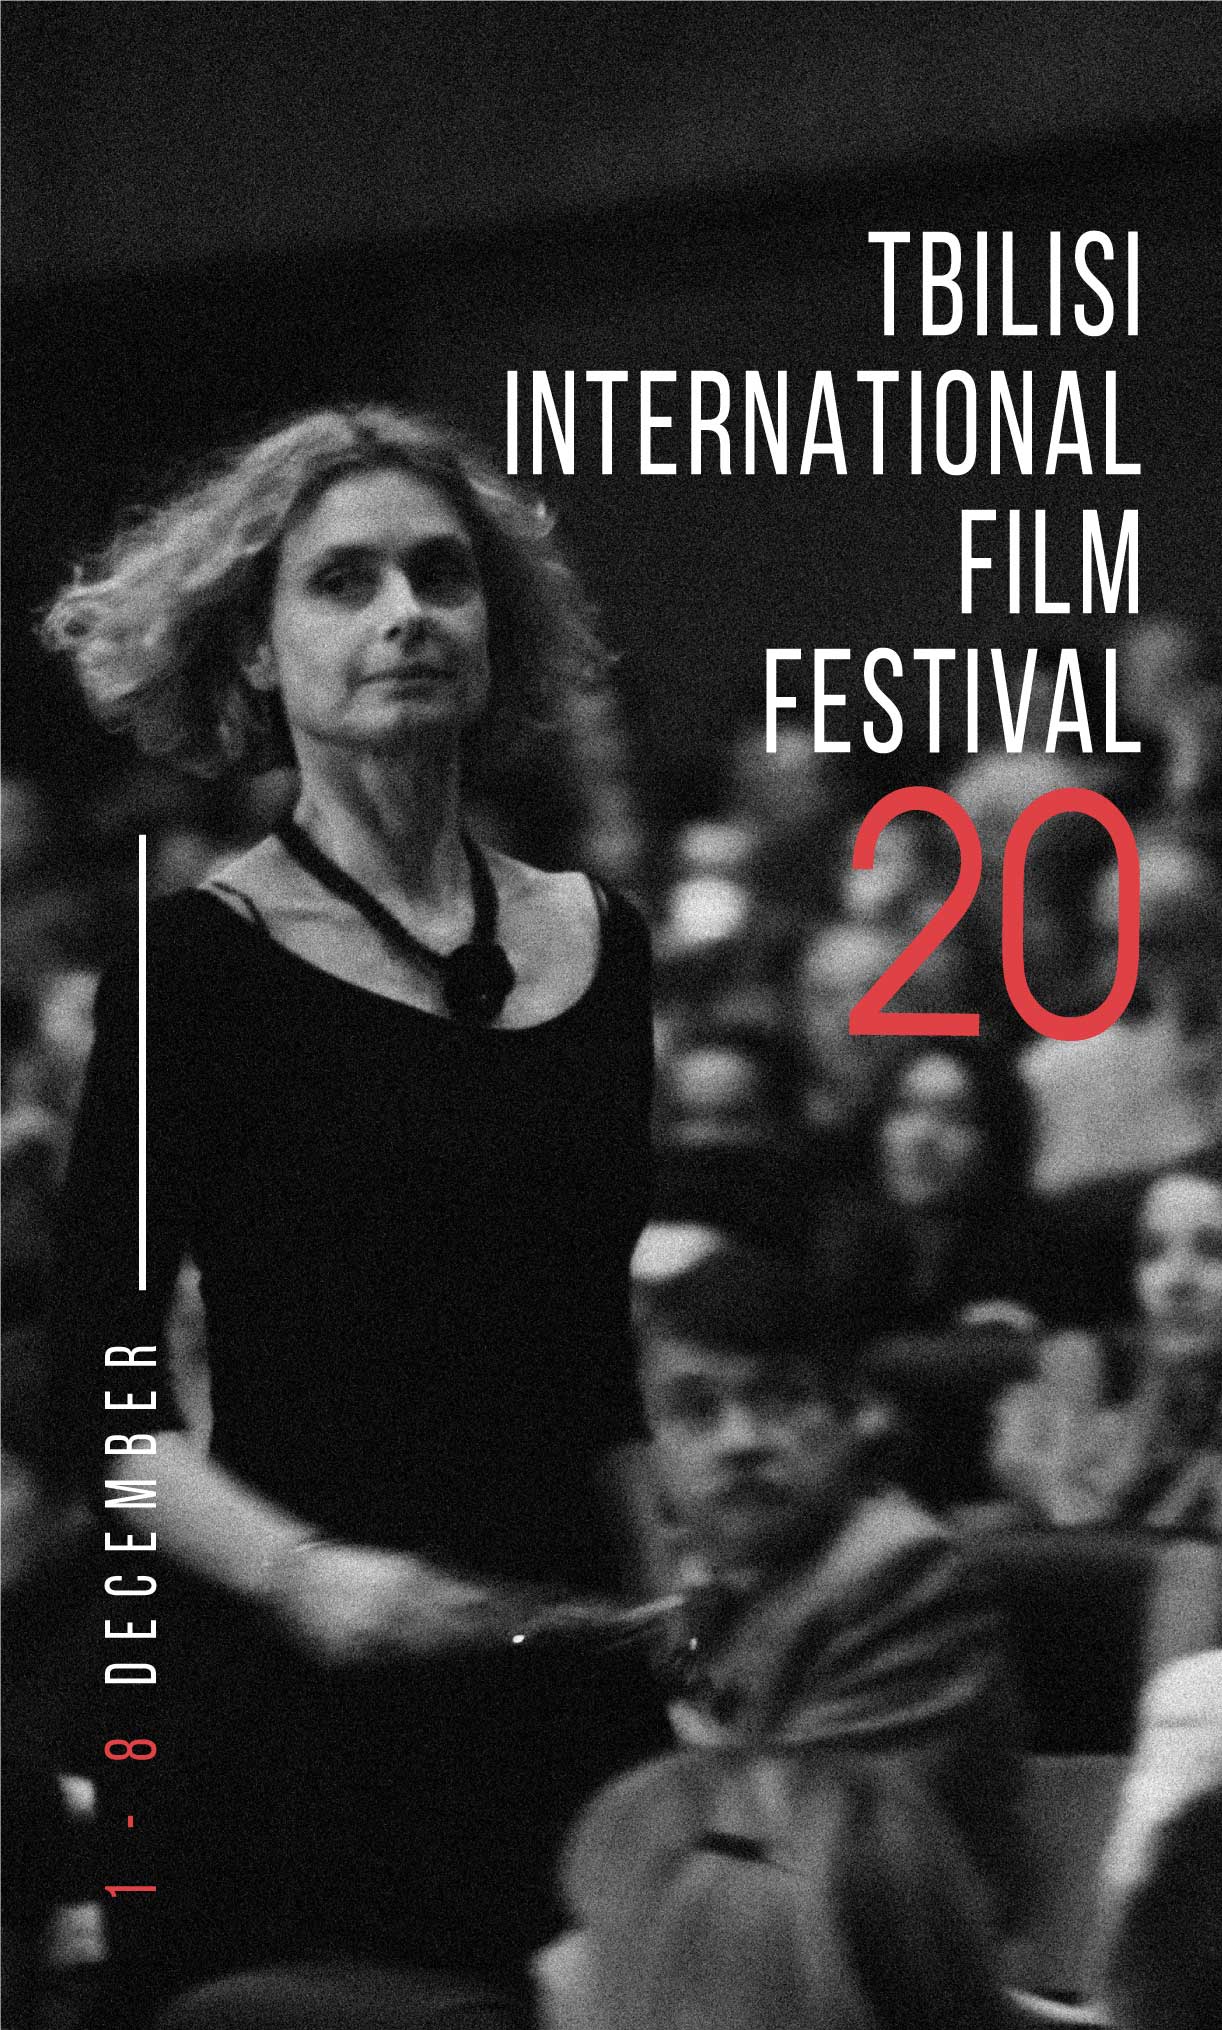 TBILISI
INTERNATIONAL
FILM
FESTIVAL
20
1 - 8 DECEMBER